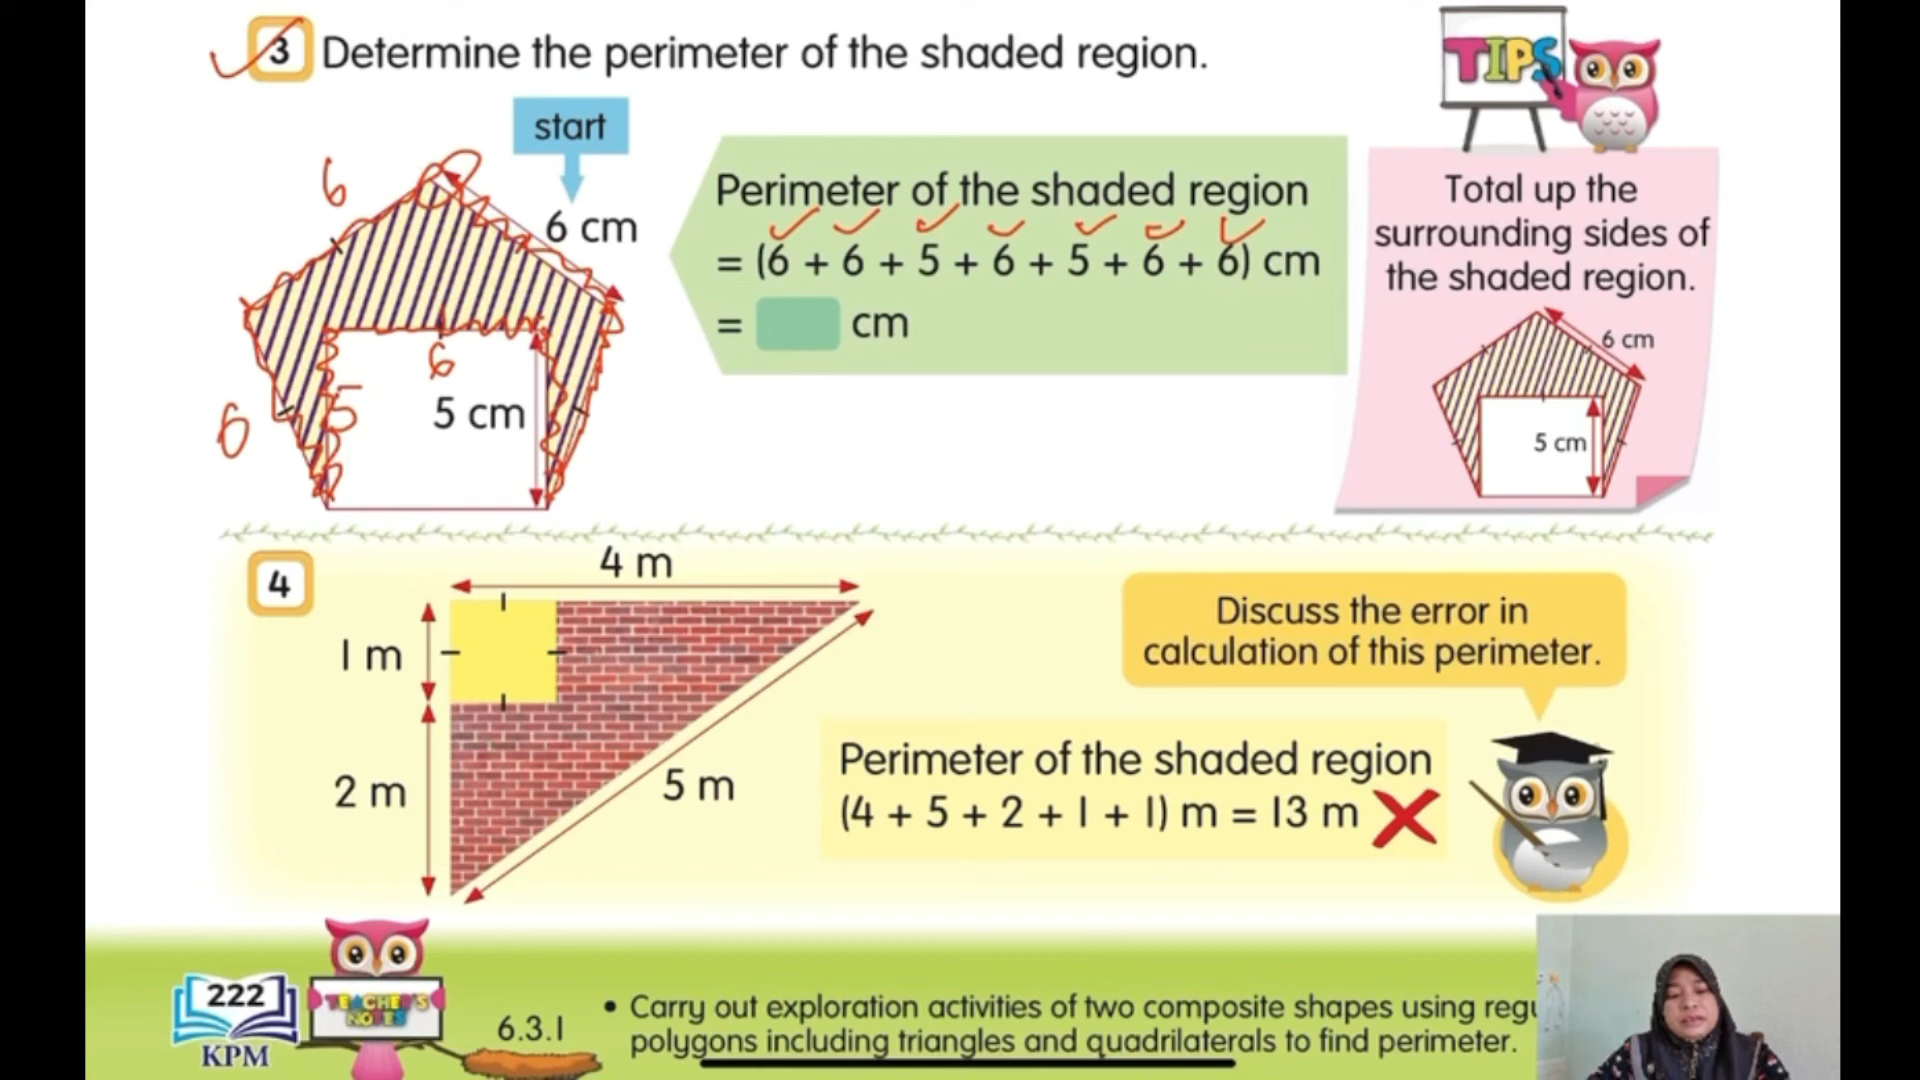 3 Determine the perimeter of the shaded region.
start
6
6 cm
6
5 cm
5
6
Perimeter of the shaded region
= (6 + 6 + 5 + 6 + 5 + 6 + 6) cm
= cm
TIPS
Total up the
surrounding sides of
the shaded region.
6 cm
5 cm
4
4 m
1 m
2 m
5 m
Discuss the error in
calculation of this perimeter.
Perimeter of the shaded region
(4 + 5 + 2 + 1 + 1) m = 13 m
222
KPM
TEACHER'S
NOTES
6.3.1
• Carry out exploration activities of two composite shapes using regu
polygons including triangles and quadrilaterals to find perimeter.